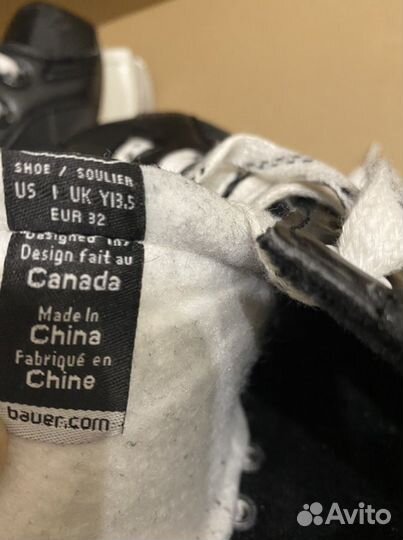 SHOE / SOULIER
US 1 UK Y13.5
EUR 32
Designed in/
Design fait au
Canada
Made in
China
Fabriqué en
Chine
bauer.com
Avito